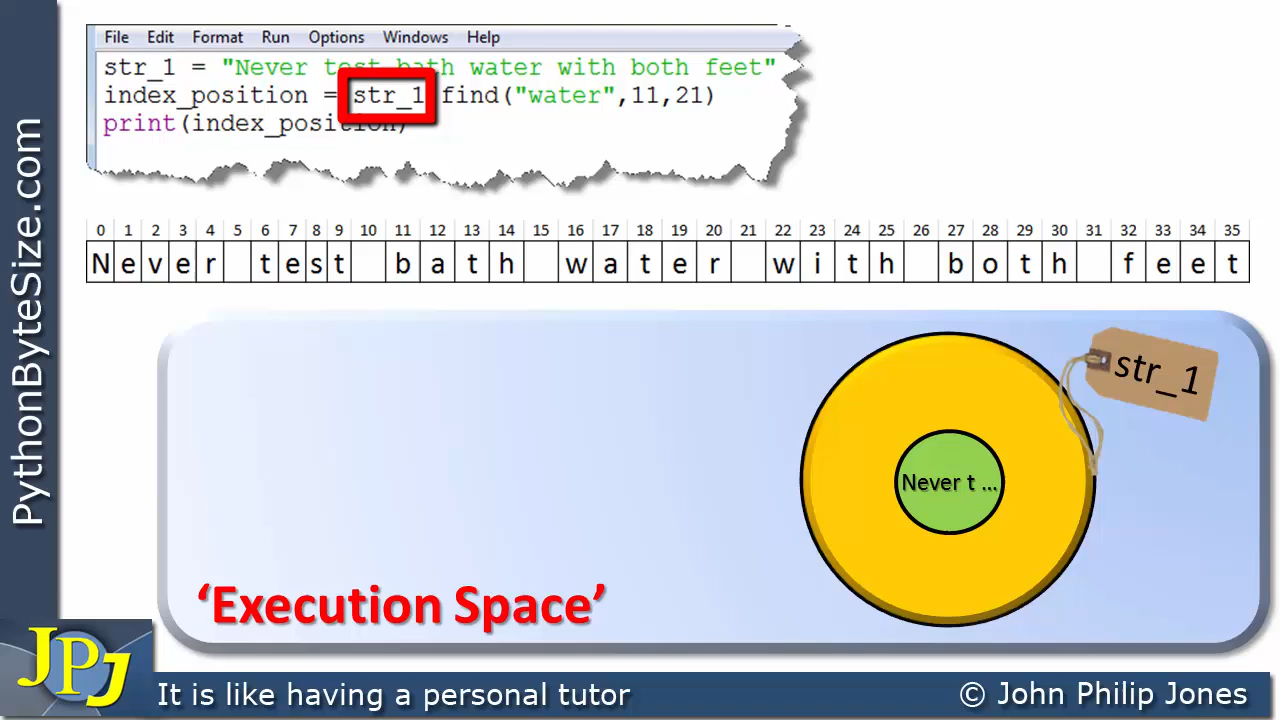 File Edit Format Run Options Windows Help
str_1 = "Never test bath water with both feet"
index_position = str_1.find("water",11,21)
print(index_position)
0 1 2 3 4 5 6 7 8 9 10 11 12 13 14 15 16 17 18 19 20 21 22 23 24 25 26 27 28 29 30 31 32 33 34 35
N e v e r t e s t b a t h w a t e r w i t h b o t h f e e t
str_1
Never t ...
‘Execution Space’
PythonByteSize.com
JPJ
It is like having a personal tutor
© John Philip Jones